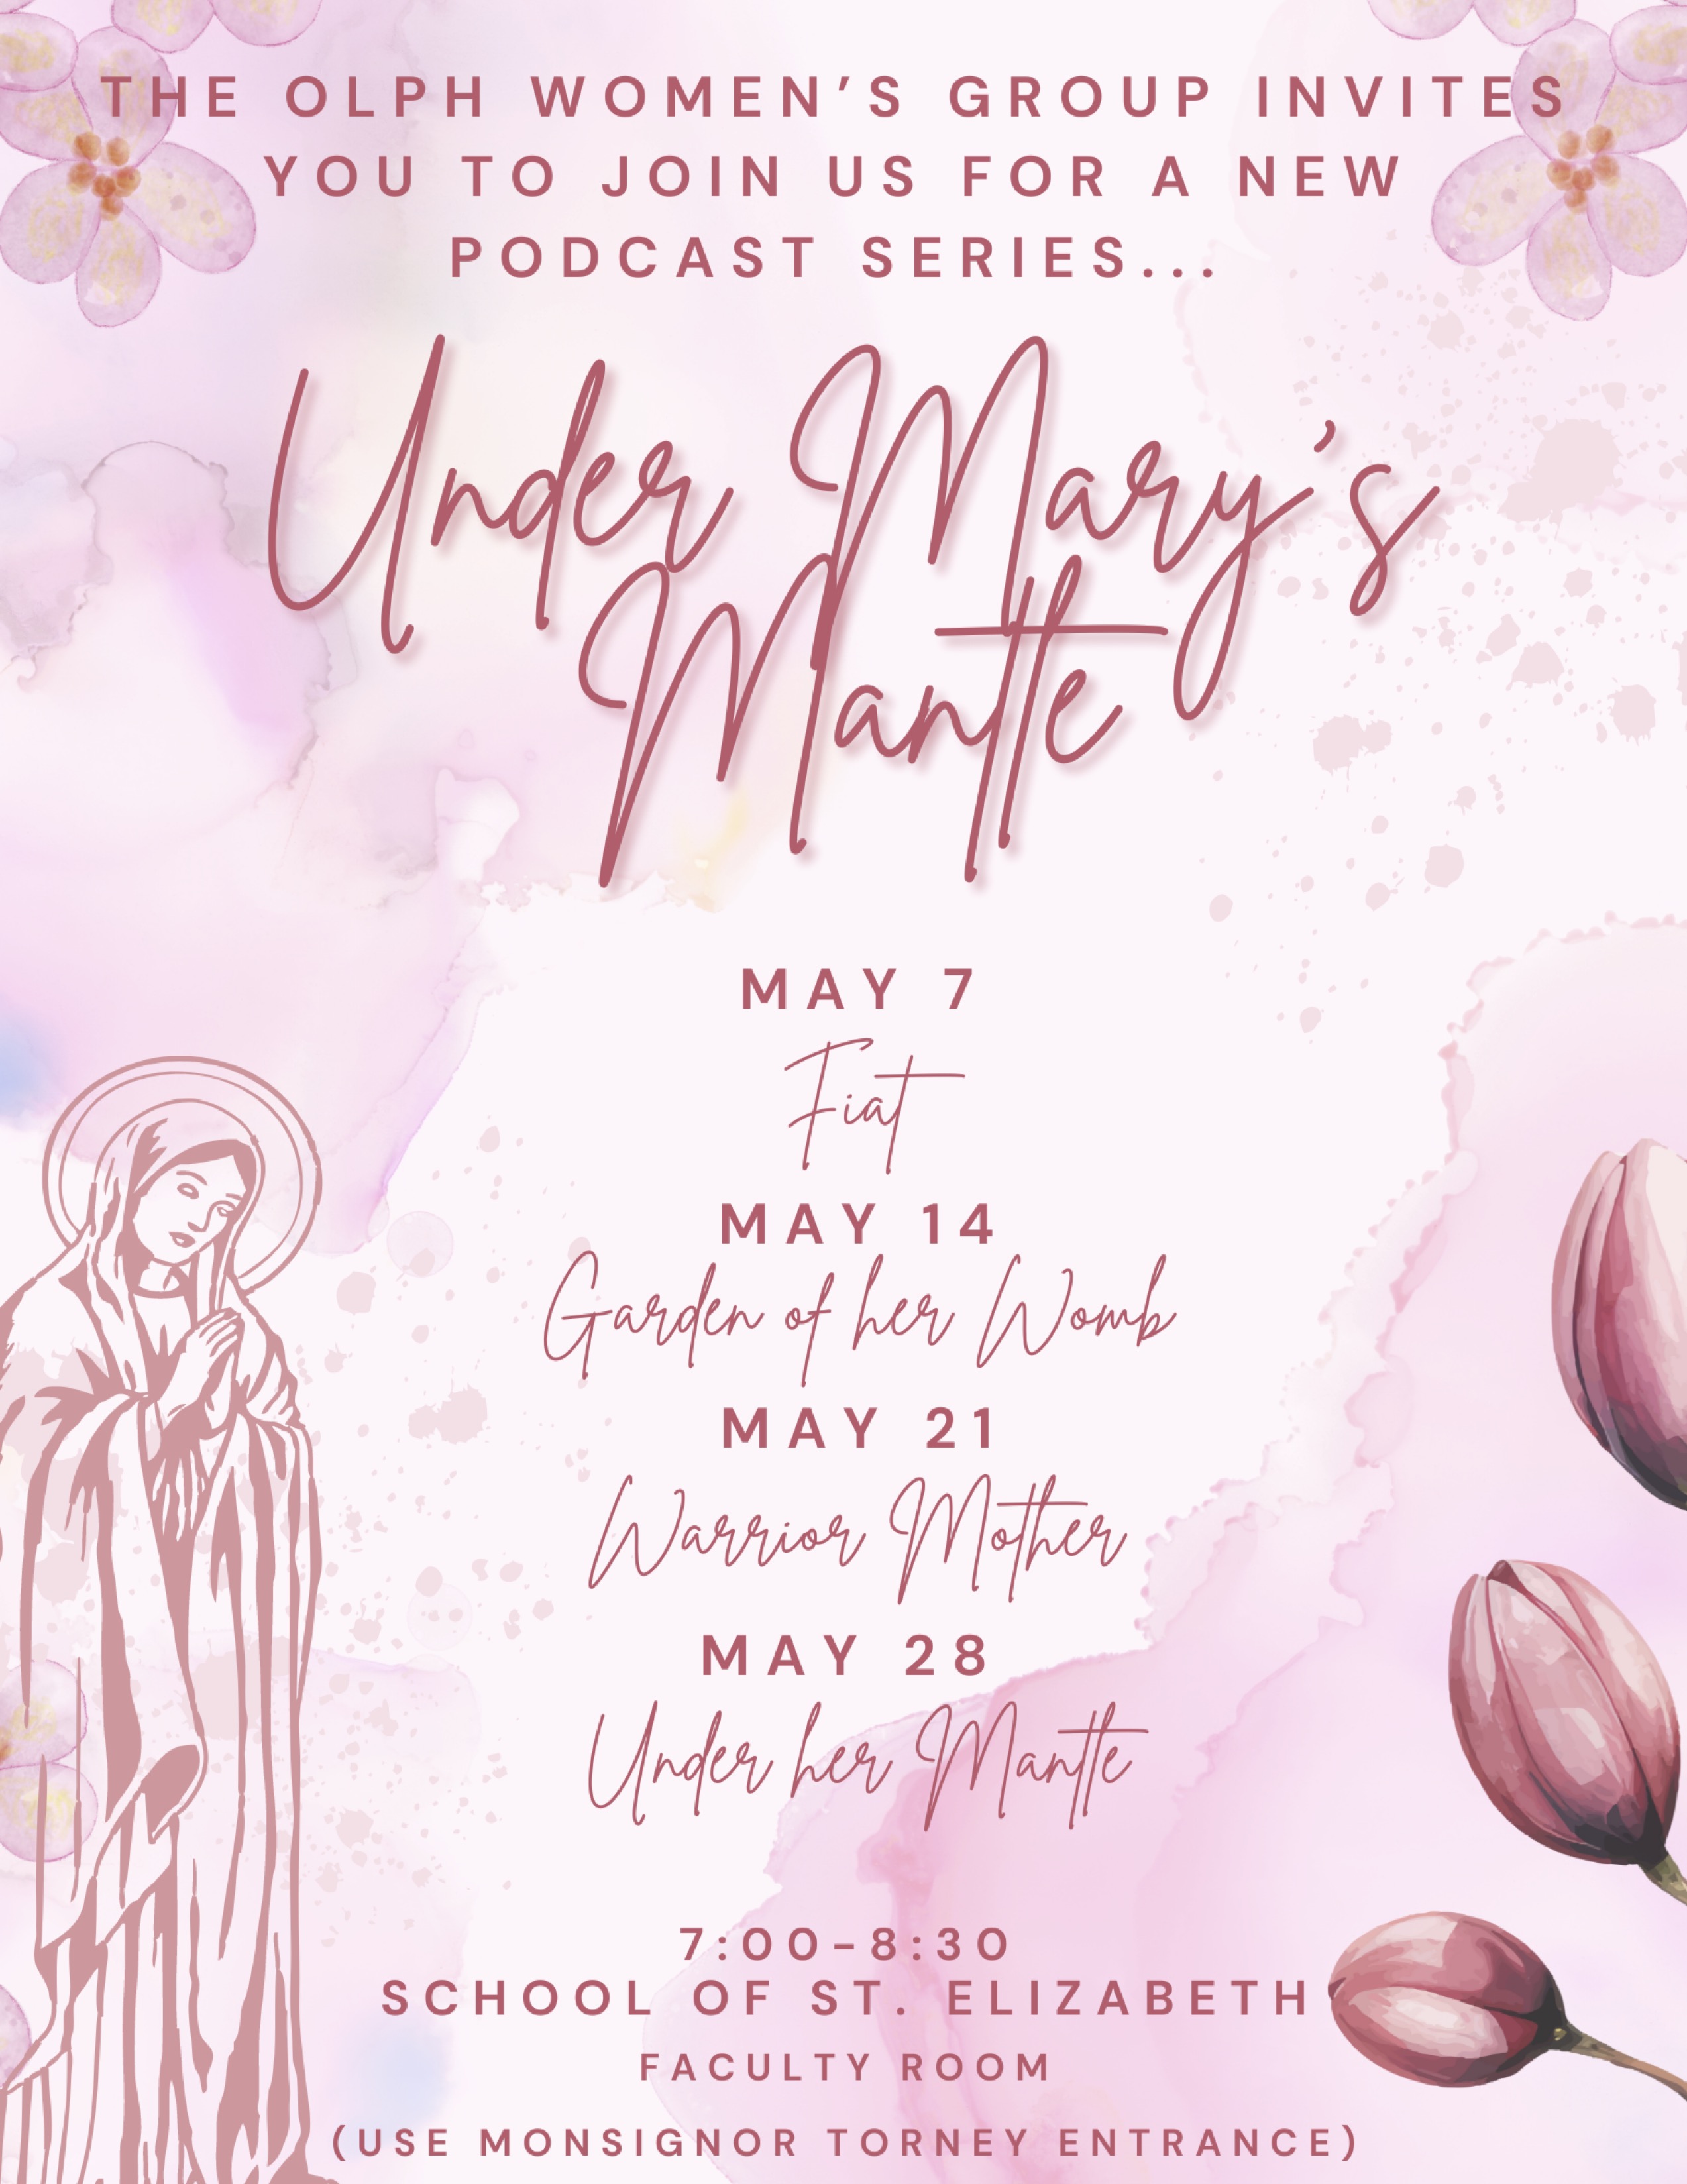 THE OLPH WOMEN’S GROUP INVITES
YOU TO JOIN US FOR A NEW
PODCAST SERIES...
Under Mary’s
Mantle
MAY 7
Fiat
MAY 14
Garden of her Womb
MAY 21
Warrior Mother
MAY 28
Under her Mantle
7:00-8:30
SCHOOL OF ST. ELIZABETH
FACULTY ROOM
(USE MONSIGNOR TORNEY ENTRANCE)